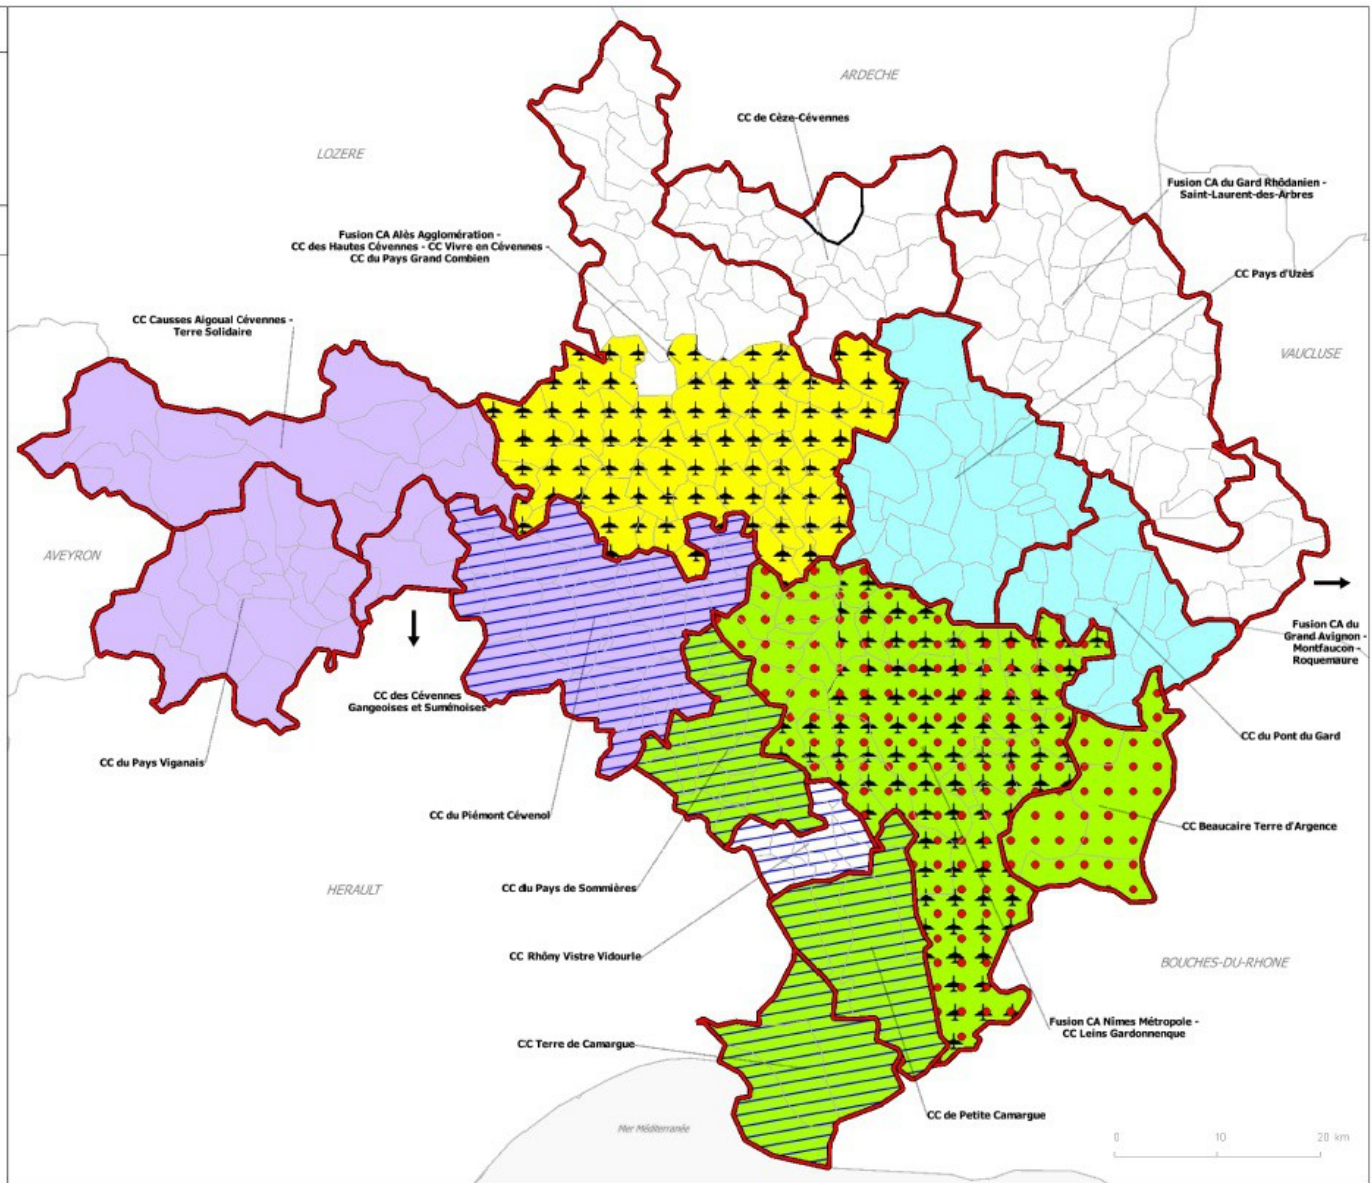 ARDECHE
CC de Cèze-Cévennes
LOZERE
Fusion CA du Gard Rhôdanien -
Saint-Laurent-des-Arbres
Fusion CA Alès Agglomération -
CC des Hautes Cévennes - CC Vivre en Cévennes -
CC du Pays Grand Combien
CC Pays d'Uzès
CC Causses Aigoual Cévennes -
Terre Solidaire
VAUCLUSE
AVEYRON
Fusion CA du
Grand Avignon -
Montfaucon -
Roquemaure
CC des Cévennes
Gangeoises et Suménoises
CC du Pont du Gard
CC du Pays Viganais
CC du Piémont Cévenol
CC Beaucaire Terre d'Argence
HERAULT
CC du Pays de Sommières
CC Rhôny Vistre Vidourle
BOUCHES-DU-RHONE
Fusion CA Nîmes Métropole -
CC Leins Gardonnenque
CC Terre de Camargue
CC de Petite Camargue
Mer Méditerranée
0 10 20 km